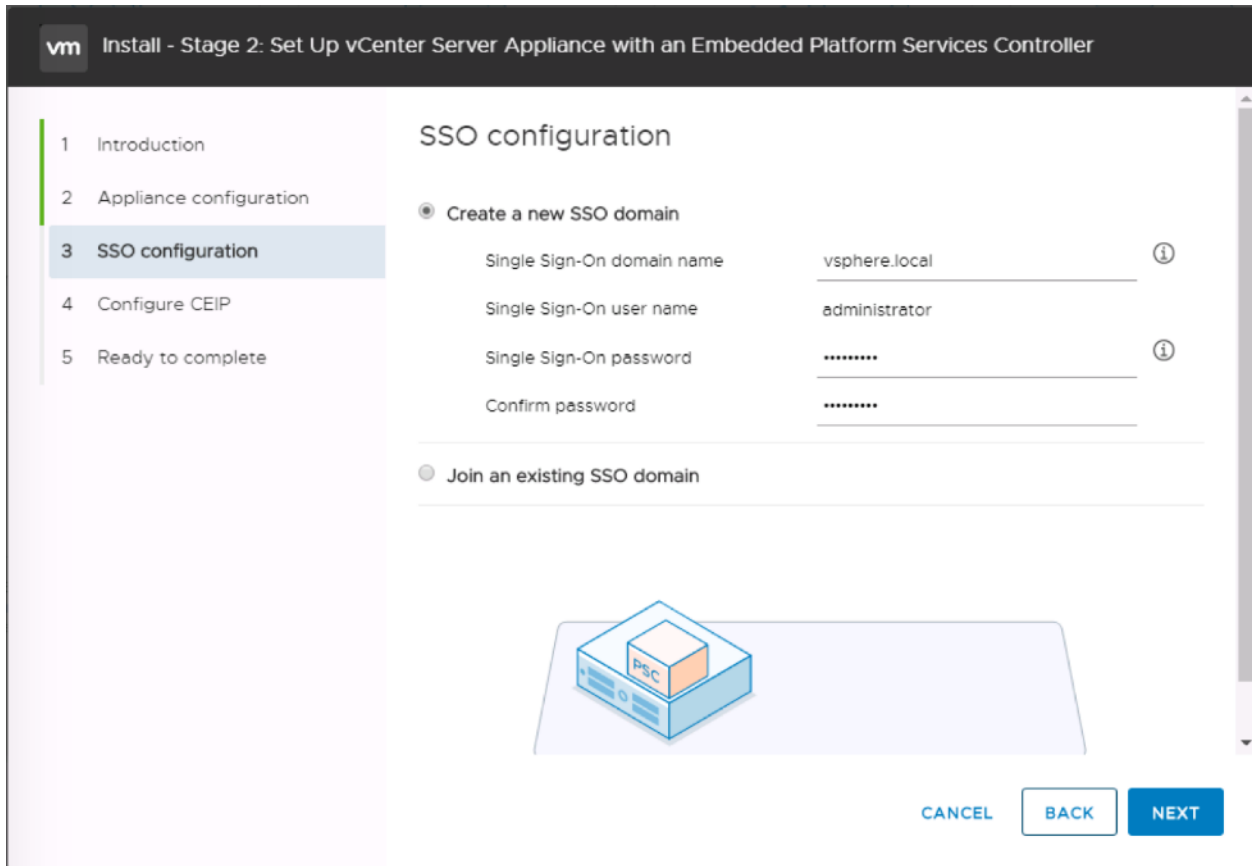 vm Install - Stage 2: Set Up vCenter Server Appliance with an Embedded Platform Services Controller
1 Introduction
2 Appliance configuration
3 SSO configuration
4 Configure CEIP
5 Ready to complete
SSO configuration
Create a new SSO domain
Single Sign-On domain name vsphere.local
Single Sign-On user name administrator
Single Sign-On password •••••••••
Confirm password •••••••••
Join an existing SSO domain
PSC
CANCEL BACK NEXT